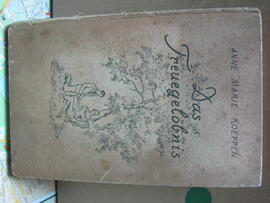 ANNE MARIE KOEPPEN
Das
Treuegelöbnis